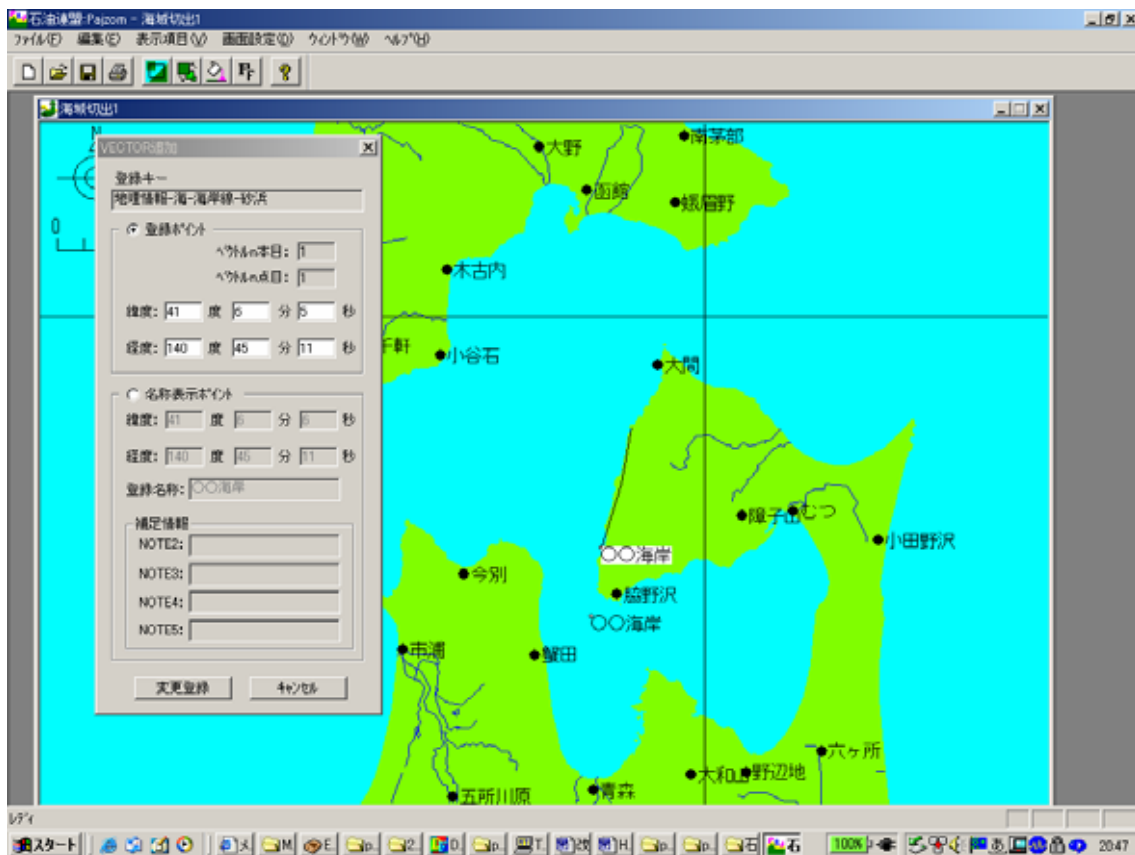 石油連盟:Pajzom - 海域切出1
ファイル(F) 編集(E) 表示項目(V) 画面設定(D) ウィンドウ(W) ヘルプ(H)
海域切出1
N
0
VECTOR追加
登録キー
地理情報-海-海岸線-砂浜
登録ポイント
ベクトルn本目: 1
ベクトルn点目: 1
緯度: 41 度 6 分 5 秒
経度: 140 度 45 分 11 秒
名称表示ポイント
緯度: 41 度 6 分 6 秒
経度: 140 度 45 分 11 秒
登録名称: 〇〇海岸
補足情報
NOTE2:
NOTE3:
NOTE4:
NOTE5:
変更登録 キャンセル
大野
南茅部
函館
蛾眉野
木古内
千軒
小谷石
大間
障子山
むつ
小田野沢
〇〇海岸
今別
脇野沢
〇〇海岸
市浦
蟹田
六ヶ所
大和山
野辺地
青森
五所川原
レディ
スタート
100%
20:47